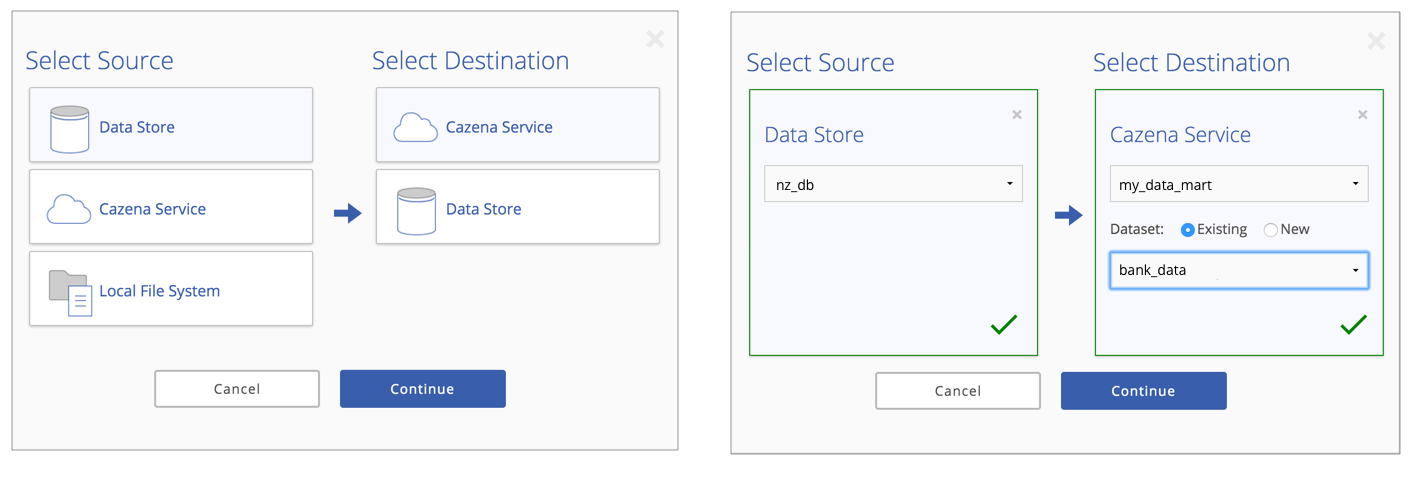 Select Source
Select Destination
Data Store
Cazena Service
Cazena Service
Data Store
Local File System
Cancel
Continue
Select Source
Select Destination
Data Store
nz_db
Cazena Service
my_data_mart
Dataset: Existing New
bank_data
Cancel
Continue